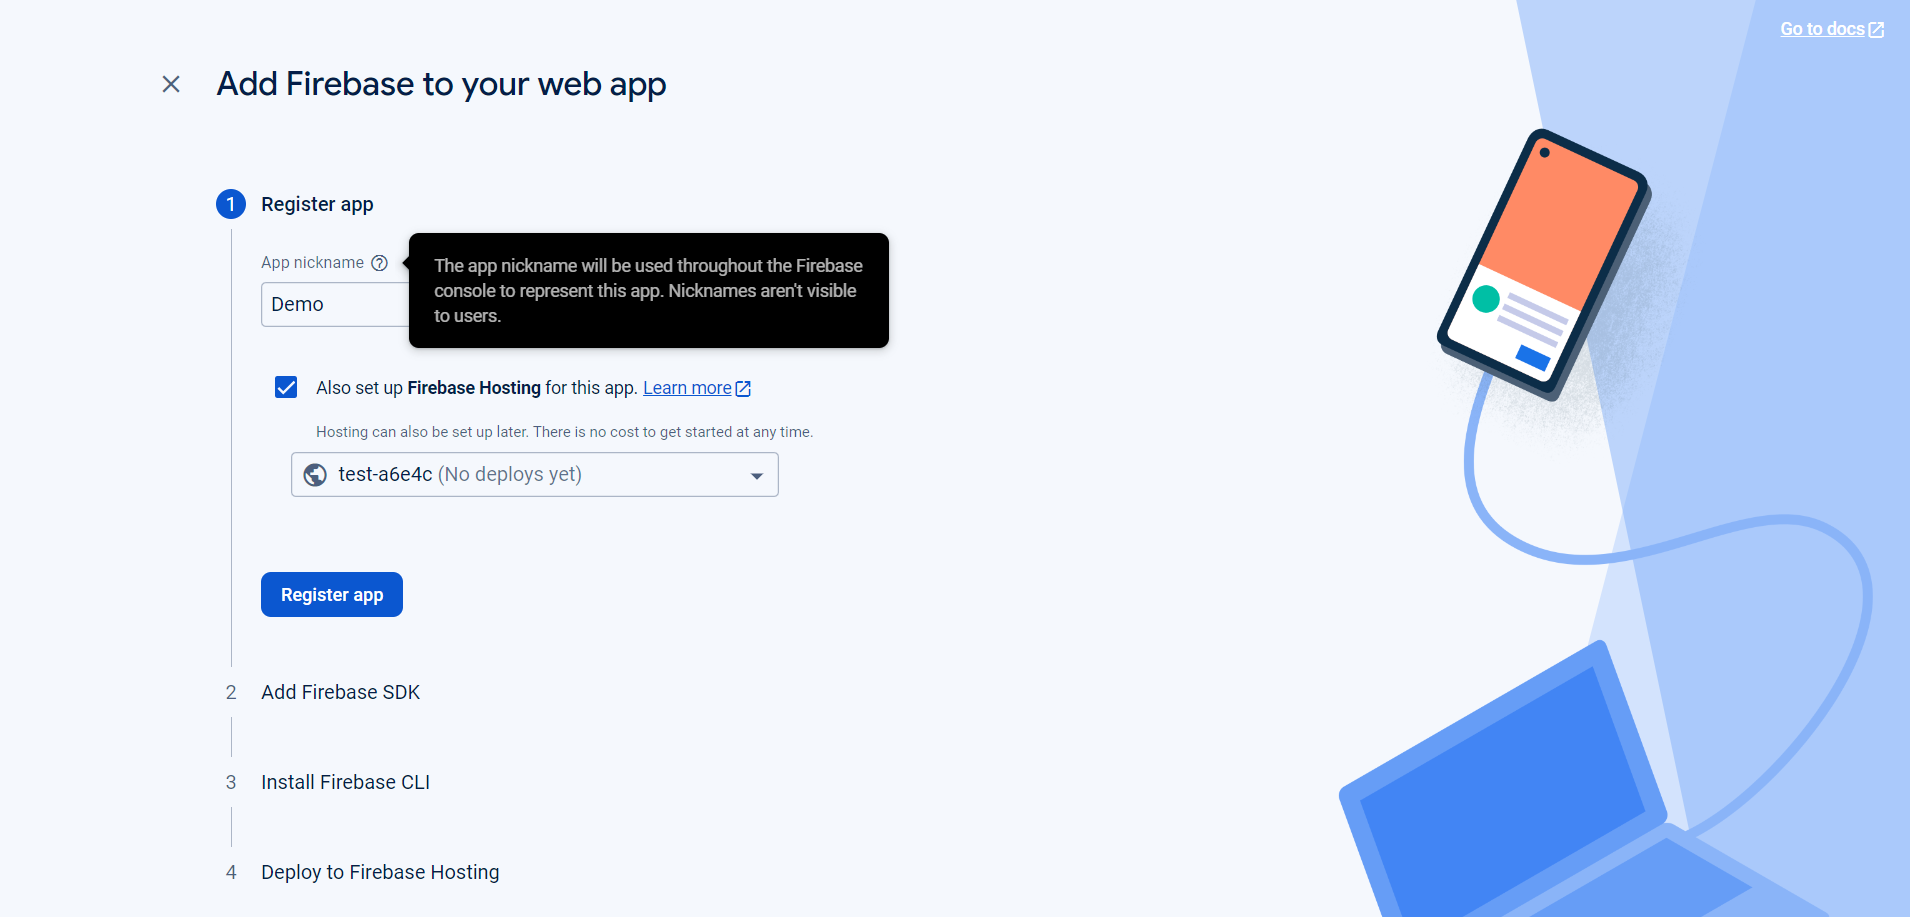 Go to docs
Add Firebase to your web app
1 Register app
App nickname
The app nickname will be used throughout the Firebase
console to represent this app. Nicknames aren't visible
to users.
Demo
Also set up Firebase Hosting for this app. Learn more
Hosting can also be set up later. There is no cost to get started at any time.
test-a6e4c (No deploys yet)
Register app
2 Add Firebase SDK
3 Install Firebase CLI
4 Deploy to Firebase Hosting